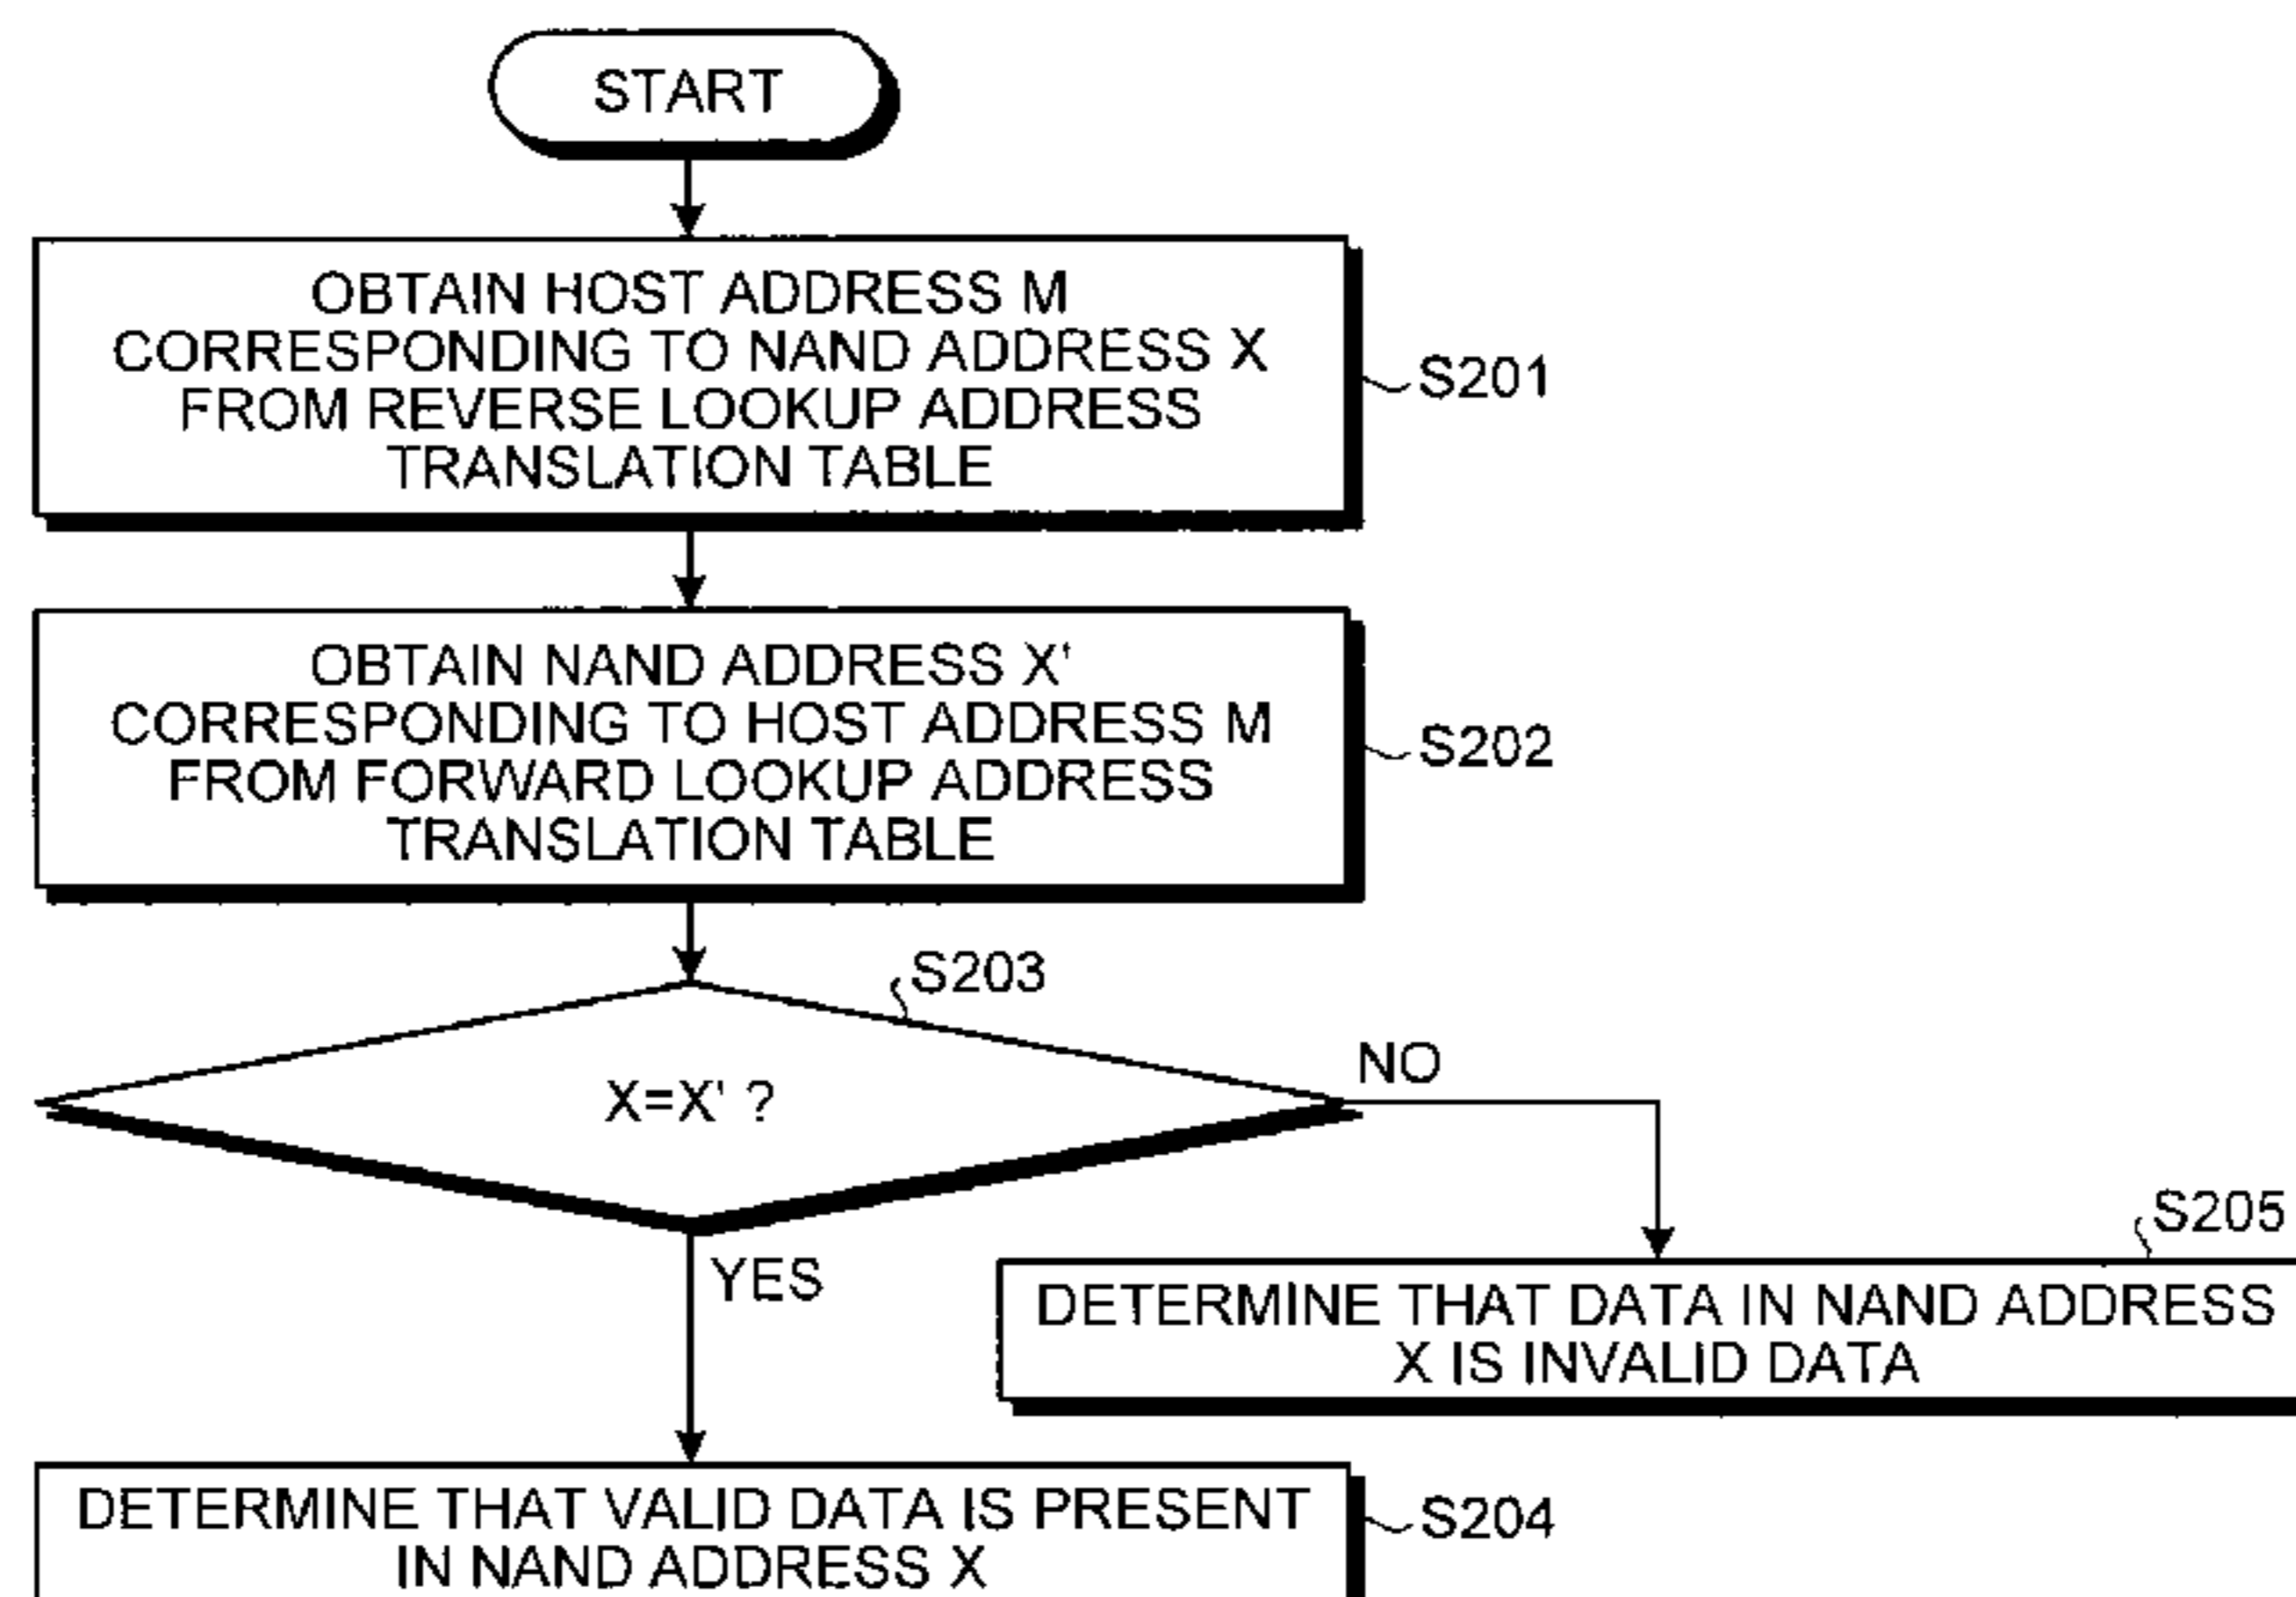 START
OBTAIN HOST ADDRESS M
CORRESPONDING TO NAND ADDRESS X
FROM REVERSE LOOKUP ADDRESS
TRANSLATION TABLE
S201
OBTAIN NAND ADDRESS X'
CORRESPONDING TO HOST ADDRESS M
FROM FORWARD LOOKUP ADDRESS
TRANSLATION TABLE
S202
S203
X=X' ?
NO
YES
S205
DETERMINE THAT DATA IN NAND ADDRESS
X IS INVALID DATA
DETERMINE THAT VALID DATA IS PRESENT
IN NAND ADDRESS X
S204